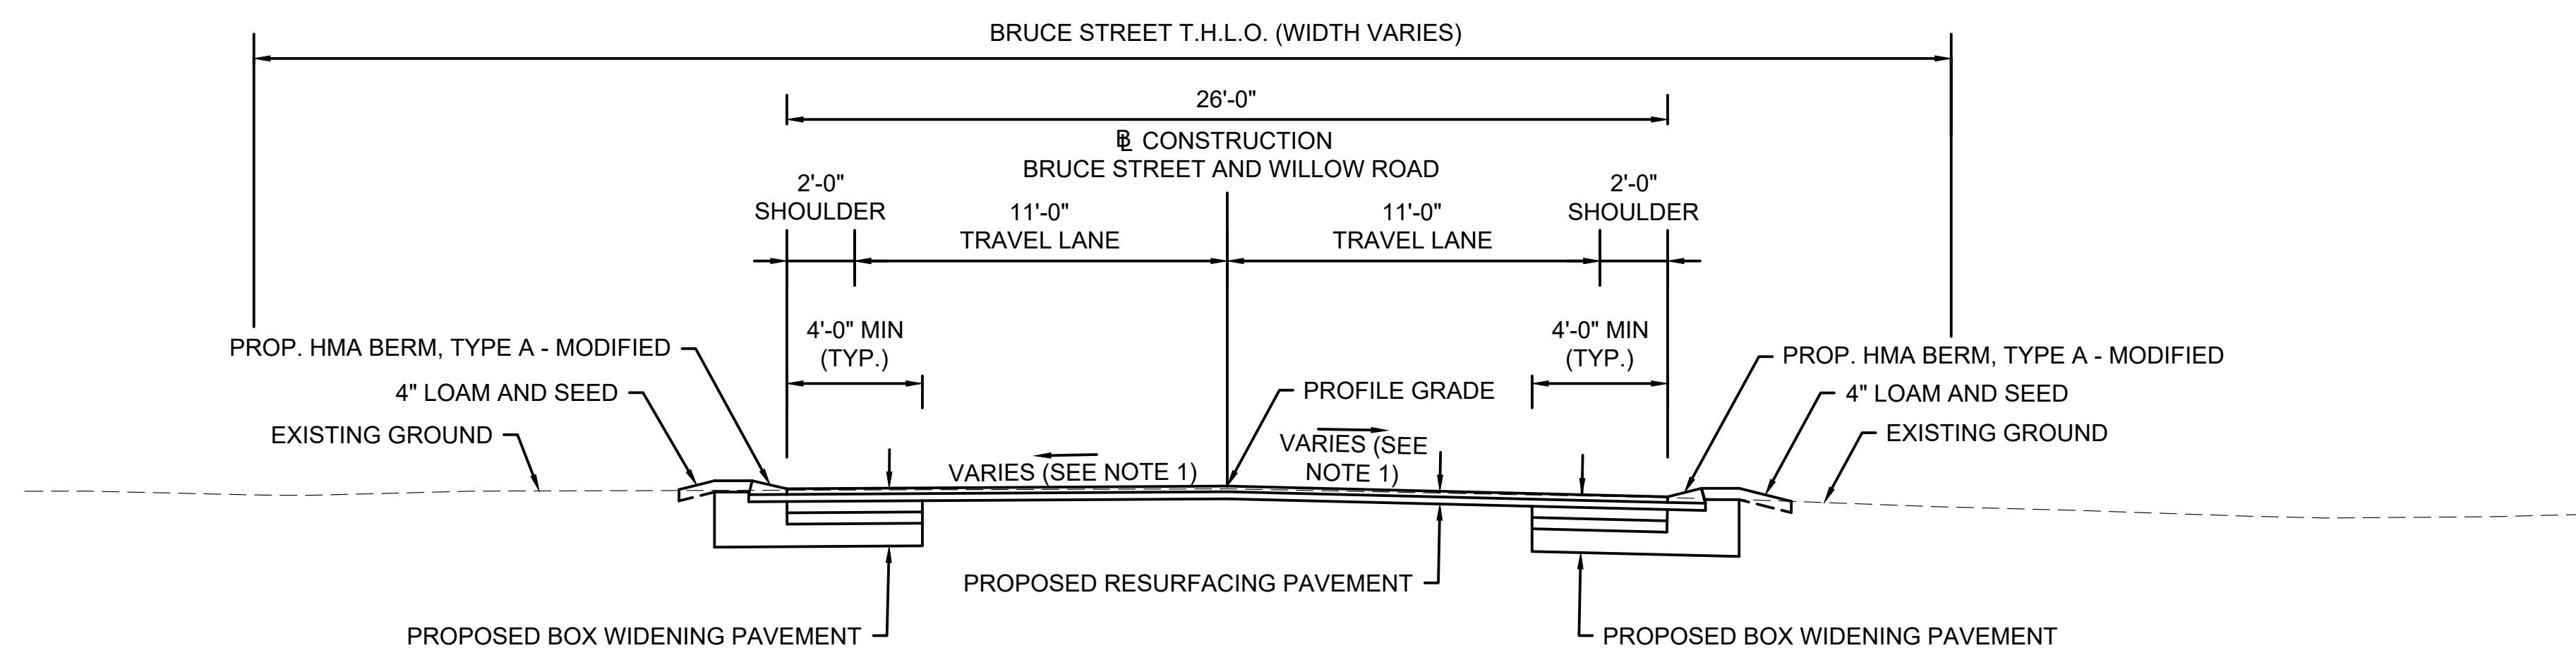 BRUCE STREET T.H.L.O. (WIDTH VARIES)
26'-0"
BL CONSTRUCTION
BRUCE STREET AND WILLOW ROAD
2'-0"
SHOULDER
11'-0"
TRAVEL LANE
11'-0"
TRAVEL LANE
2'-0"
SHOULDER
4'-0" MIN
(TYP.)
4'-0" MIN
(TYP.)
PROP. HMA BERM, TYPE A - MODIFIED
4" LOAM AND SEED
EXISTING GROUND
PROFILE GRADE
PROP. HMA BERM, TYPE A - MODIFIED
4" LOAM AND SEED
EXISTING GROUND
VARIES (SEE NOTE 1)
VARIES (SEE
NOTE 1)
PROPOSED RESURFACING PAVEMENT
PROPOSED BOX WIDENING PAVEMENT
PROPOSED BOX WIDENING PAVEMENT